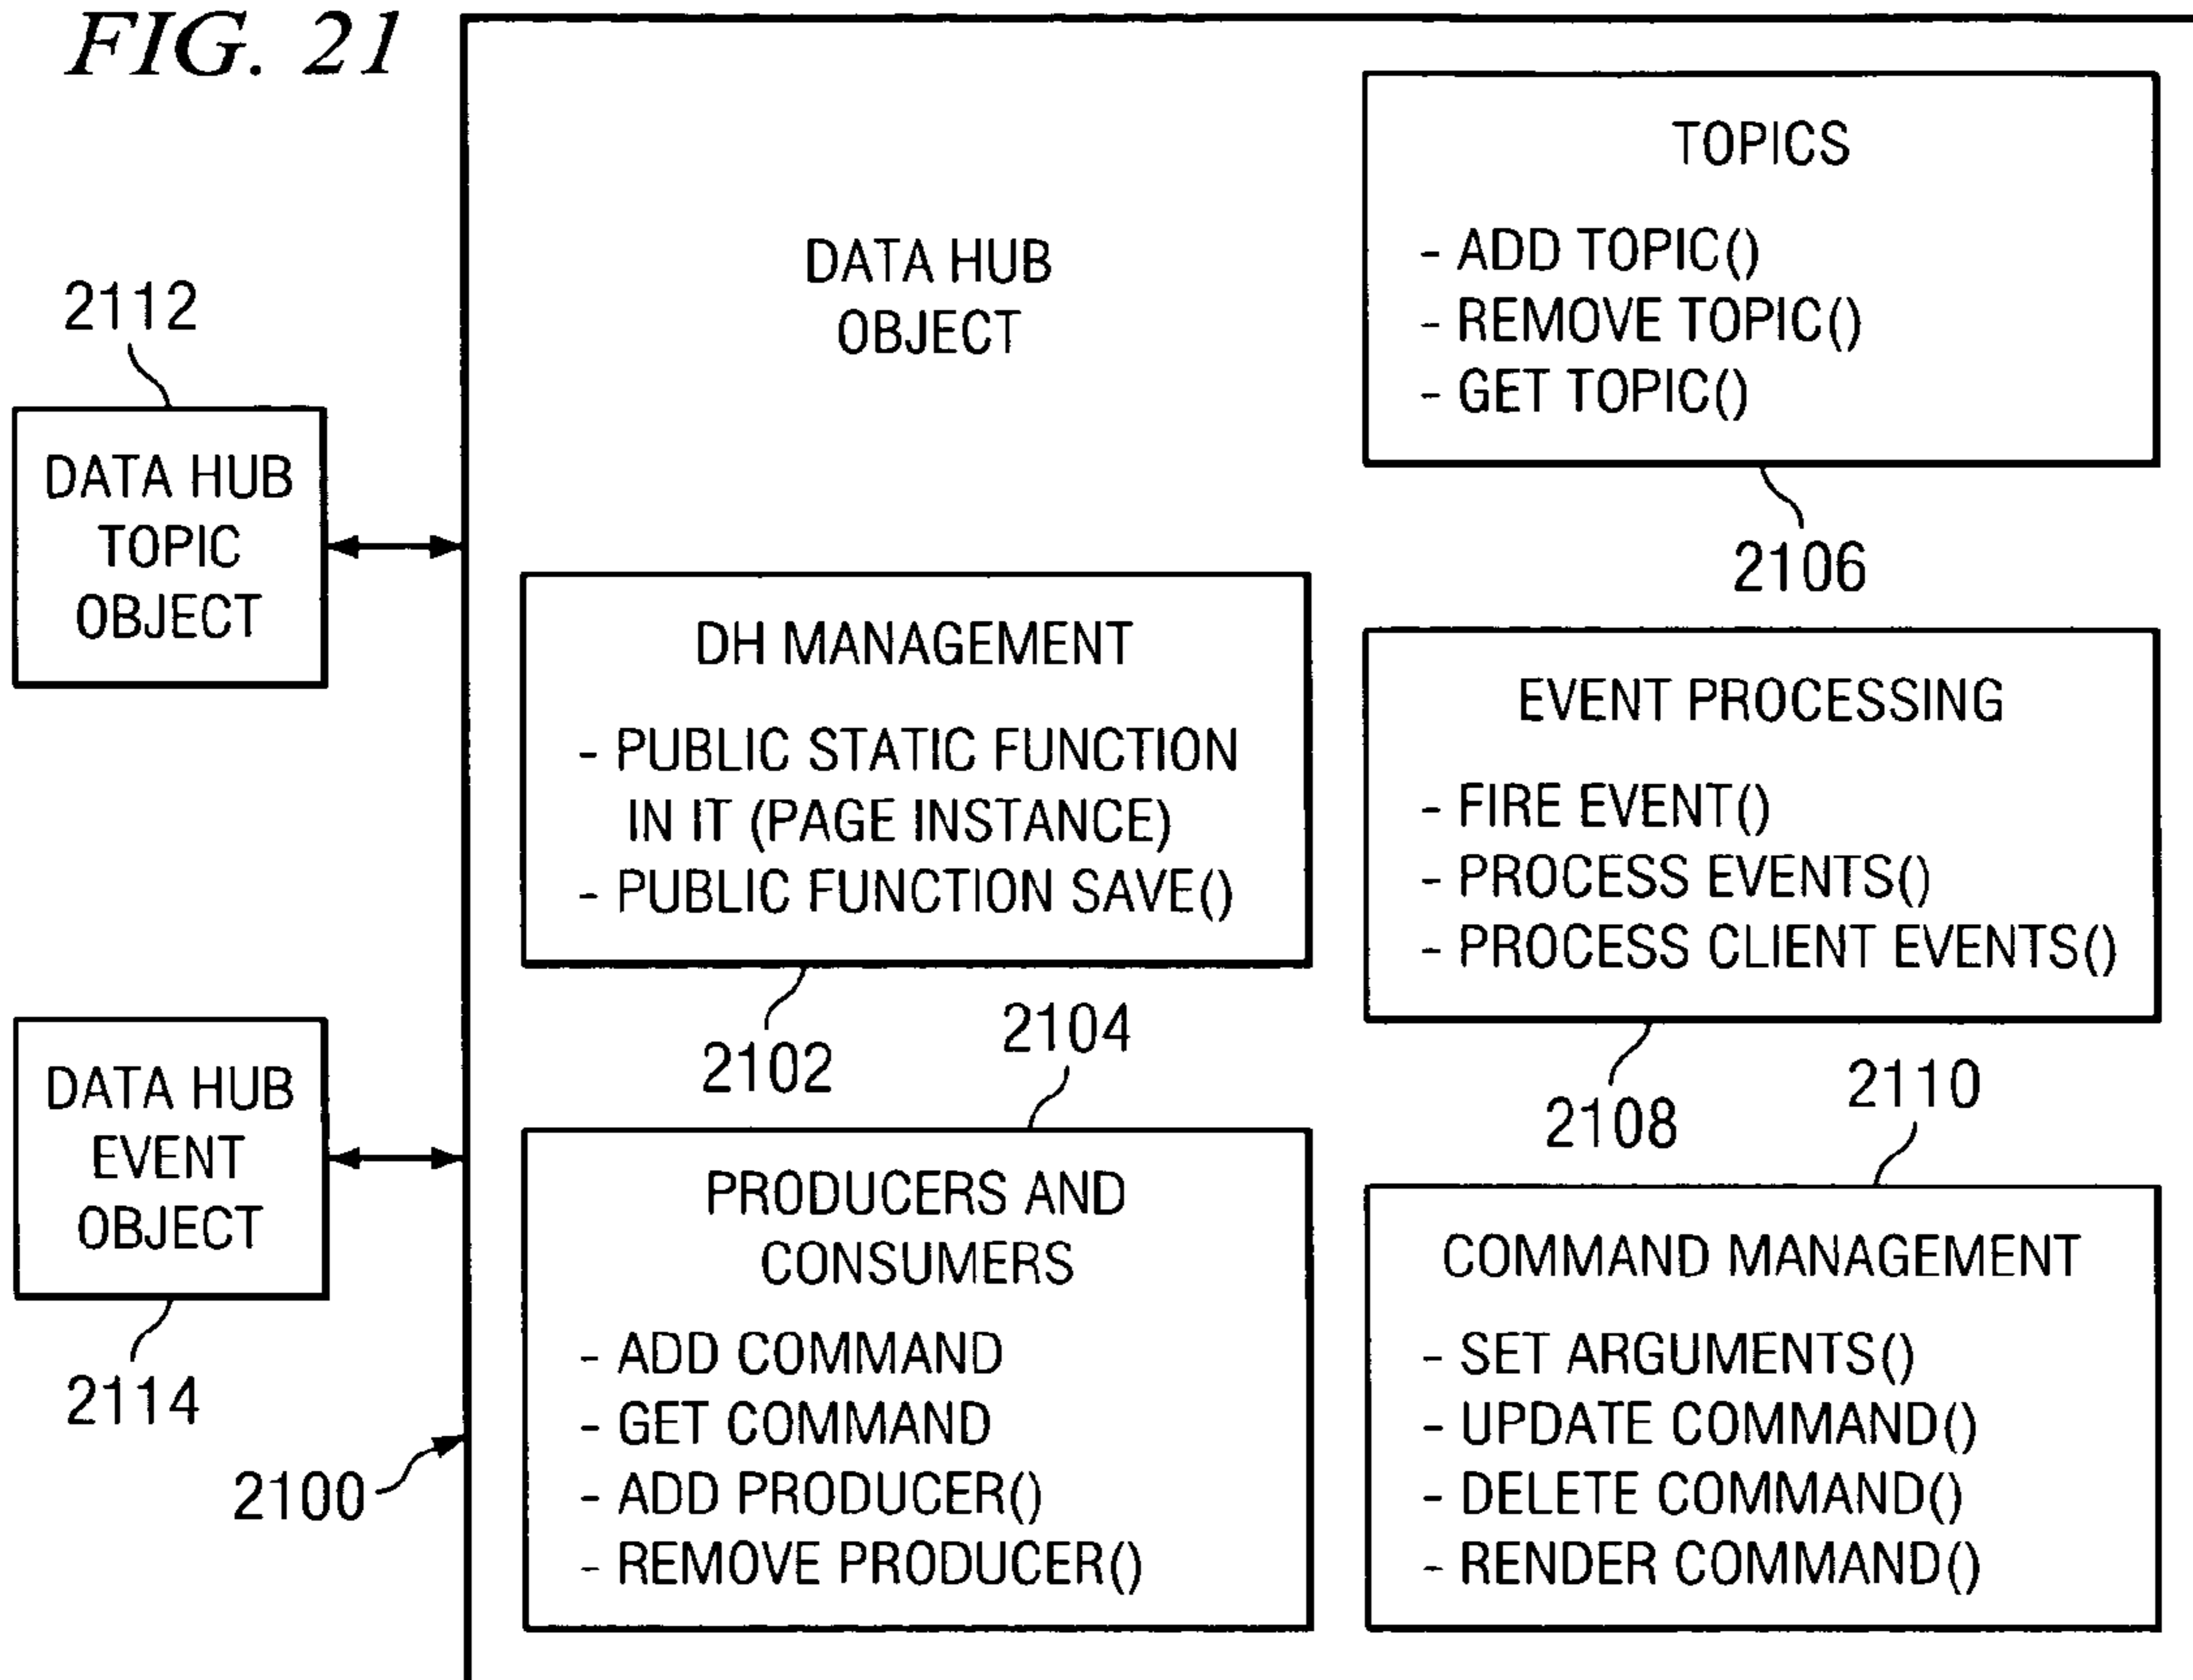 FIG. 21
DATA HUB
OBJECT
TOPICS
- ADD TOPIC()
- REMOVE TOPIC()
- GET TOPIC()
2106
2112
DATA HUB
TOPIC
OBJECT
DH MANAGEMENT
- PUBLIC STATIC FUNCTION
IN IT (PAGE INSTANCE)
- PUBLIC FUNCTION SAVE()
2102
EVENT PROCESSING
- FIRE EVENT()
- PROCESS EVENTS()
- PROCESS CLIENT EVENTS()
2108
DATA HUB
EVENT
OBJECT
2114
2100
2104
PRODUCERS AND
CONSUMERS
- ADD COMMAND
- GET COMMAND
- ADD PRODUCER()
- REMOVE PRODUCER()
2110
COMMAND MANAGEMENT
- SET ARGUMENTS()
- UPDATE COMMAND()
- DELETE COMMAND()
- RENDER COMMAND()